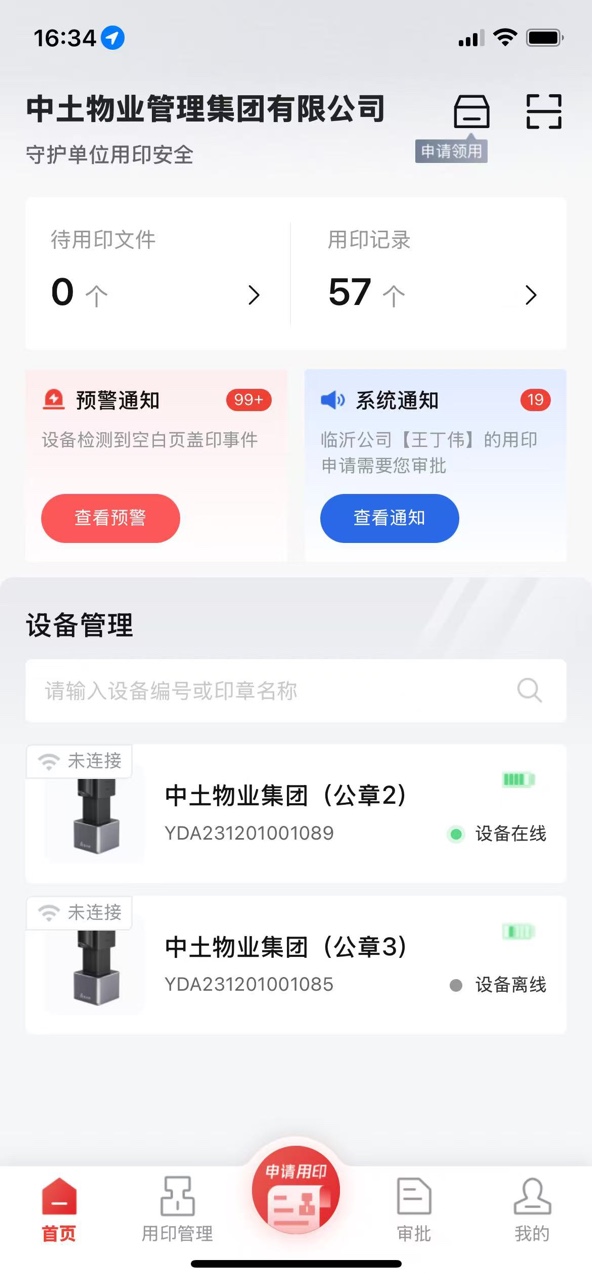 16:34
中土物业管理集团有限公司
守护单位用印安全
申请领用
待用印文件
用印记录
0 个
57 个
预警通知
99+
系统通知
19
设备检测到空白页盖印事件
临沂公司【王丁伟】的用印
申请需要您审批
查看预警
查看通知
设备管理
请输入设备编号或印章名称
未连接
中土物业集团（公章2）
YDA231201001089
设备在线
未连接
中土物业集团（公章3）
YDA231201001085
设备离线
申请用印
首页
用印管理
审批
我的